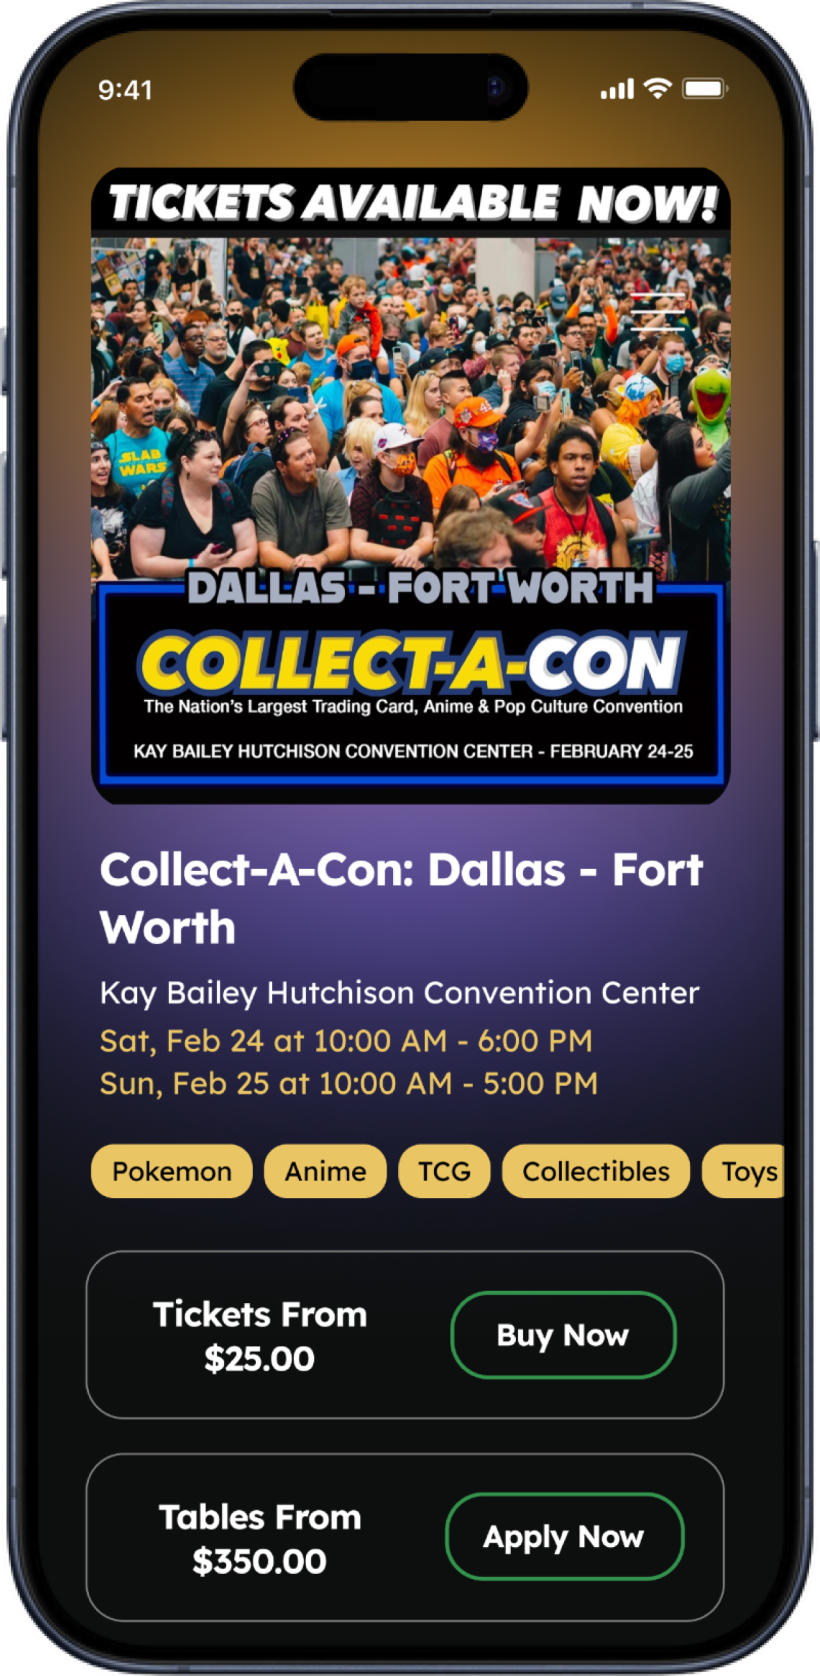 9:41
TICKETS AVAILABLE NOW!
SLAB
WARS
DALLAS - FORT WORTH
COLLECT-A-CON
The Nation's Largest Trading Card, Anime & Pop Culture Convention
KAY BAILEY HUTCHISON CONVENTION CENTER - FEBRUARY 24-25
Collect-A-Con: Dallas - Fort
Worth
Kay Bailey Hutchison Convention Center
Sat, Feb 24 at 10:00 AM - 6:00 PM
Sun, Feb 25 at 10:00 AM - 5:00 PM
Pokemon Anime TCG Collectibles Toys
Tickets From
$25.00
Buy Now
Tables From
$350.00
Apply Now